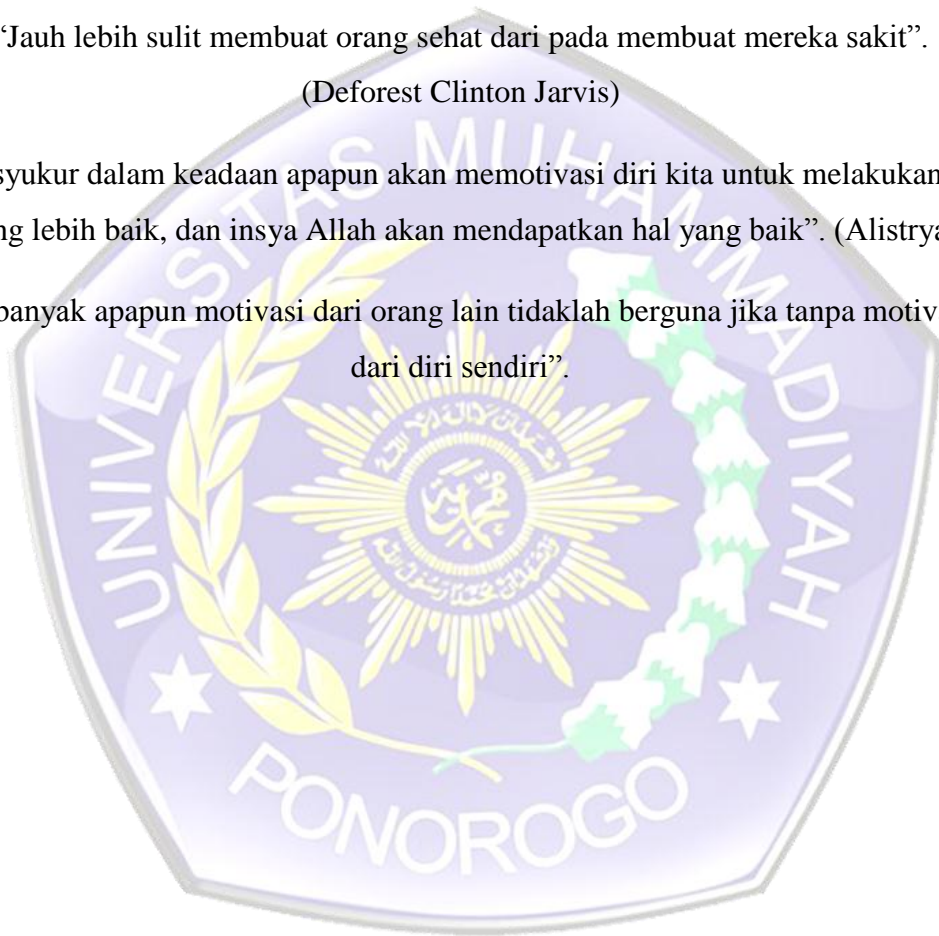 “Jauh lebih sulit membuat orang sehat dari pada membuat mereka sakit”.
(Deforest Clinton Jarvis)
syukur dalam keadaan apapun akan memotivasi diri kita untuk melakukan
ng lebih baik, dan insya Allah akan mendapatkan hal yang baik”. (Alistrya
banyak apapun motivasi dari orang lain tidaklah berguna jika tanpa motiv
dari diri sendiri”.
UNIVERSITAS MUHAMMADIYAH
محمدية
PONOROGO